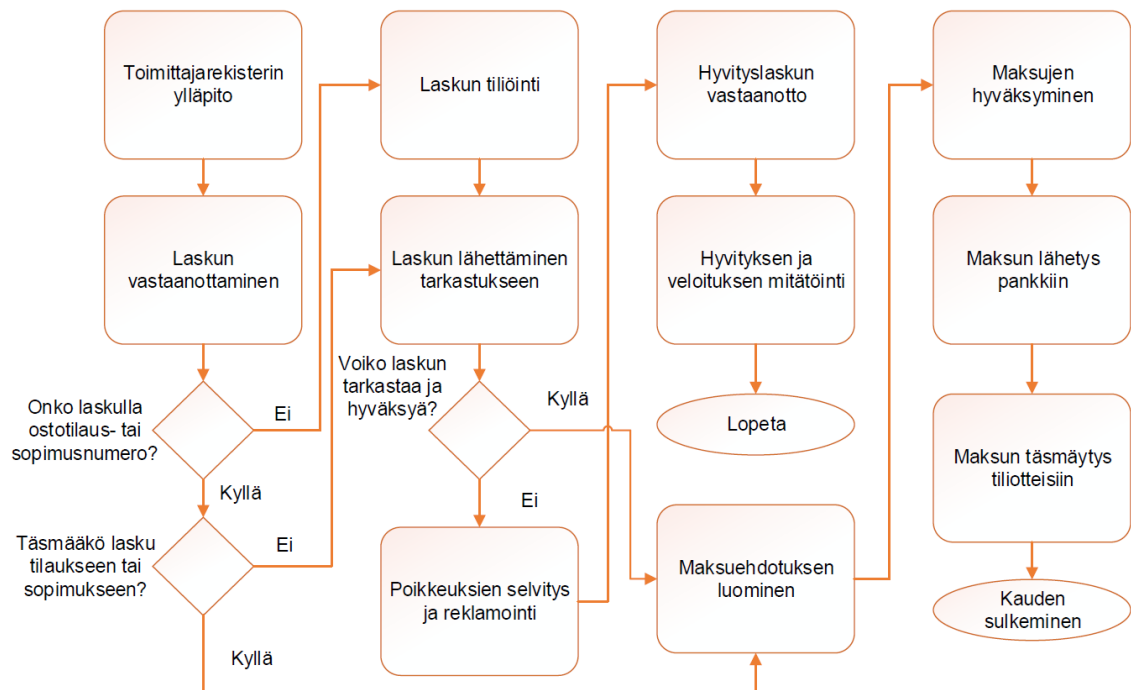 Toimittajarekisterin
ylläpito
Laskun
vastaanottaminen
Onko laskulla
ostotilaus- tai
sopimusnumero?
Ei
Kyllä
Täsmääkö lasku
tilaukseen tai
sopimukseen?
Ei
Kyllä
Laskun tiliöinti
Laskun lähettäminen
tarkastukseen
Voiko laskun
tarkastaa ja
hyväksyä?
Kyllä
Ei
Poikkeuksien selvitys
ja reklamointi
Hyvityslaskun
vastaanotto
Hyvityksen ja
veloituksen mitätöinti
Lopeta
Maksuehdotuksen
luominen
Maksujen
hyväksyminen
Maksun lähetys
pankkiin
Maksun täsmäytys
tiliotteisiin
Kauden
sulkeminen